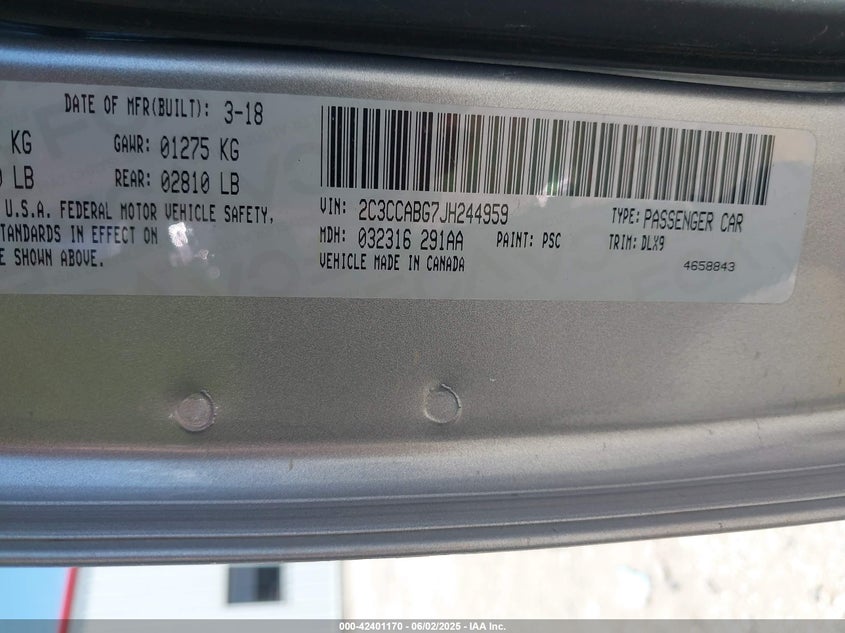 DATE OF MFR(BUILT): 3-18
KG GAWR: 01275 KG
LB REAR: 02810 LB
U.S.A. FEDERAL MOTOR VEHICLE SAFETY,
STANDARDS IN EFFECT ON
SHOWN ABOVE.
VIN: 2C3CCABG7JH244959 TYPE: PASSENGER CAR
MDH: 032316 291AA PAINT: PSC TRIM: DLX9
VEHICLE MADE IN CANADA 4658843
000-42401170 - 06/02/2025 - IAA Inc.